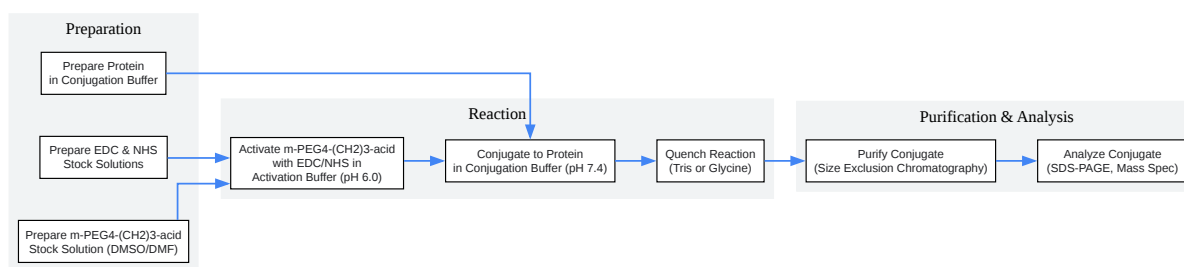 Preparation
Prepare Protein
in Conjugation Buffer
Prepare EDC & NHS
Stock Solutions
Prepare m-PEG4-(CH2)3-acid
Stock Solution (DMSO/DMF)
Reaction
Activate m-PEG4-(CH2)3-acid
with EDC/NHS in
Activation Buffer (pH 6.0)
Conjugate to Protein
in Conjugation Buffer (pH 7.4)
Quench Reaction
(Tris or Glycine)
Purification & Analysis
Purify Conjugate
(Size Exclusion Chromatography)
Analyze Conjugate
(SDS-PAGE, Mass Spec)